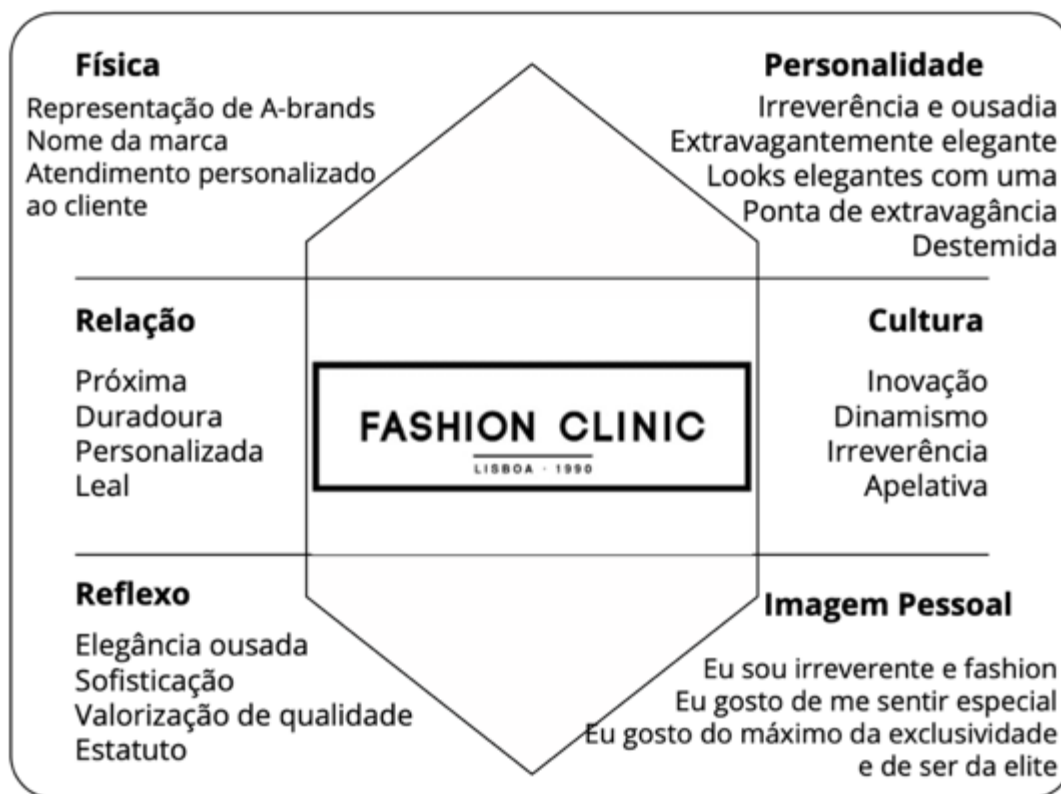 Física
Representação de A-brands
Nome da marca
Atendimento personalizado
ao cliente
Personalidade
Irreverência e ousadia
Extravagantemente elegante
Looks elegantes com uma
Ponta de extravagância
Destemida
Relação
Próxima
Duradoura
Personalizada
Leal
FASHION CLINIC
LISBOA · 1990
Cultura
Inovação
Dinamismo
Irreverência
Apelativa
Reflexo
Elegância ousada
Sofisticação
Valorização de qualidade
Estatuto
Imagem Pessoal
Eu sou irreverente e fashion
Eu gosto de me sentir especial
Eu gosto do máximo da exclusividade
e de ser da elite